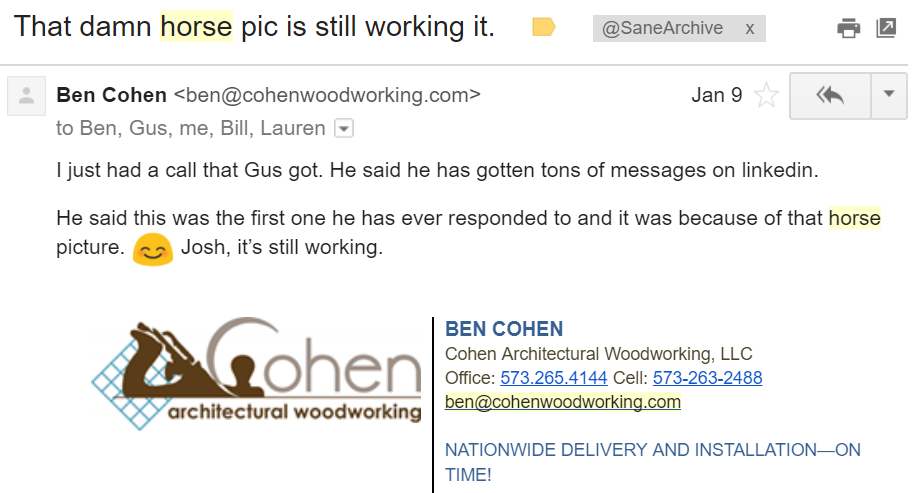 That damn horse pic is still working it.
@SaneArchive x
Ben Cohen <ben@cohenwoodworking.com>
Jan 9
to Ben, Gus, me, Bill, Lauren
I just had a call that Gus got. He said he has gotten tons of messages on linkedin.
He said this was the first one he has ever responded to and it was because of that horse
picture. 😊 Josh, it’s still working.
Cohen
architectural woodworking
BEN COHEN
Cohen Architectural Woodworking, LLC
Office: 573.265.4144 Cell: 573-263-2488
ben@cohenwoodworking.com
NATIONWIDE DELIVERY AND INSTALLATION—ON
TIME!